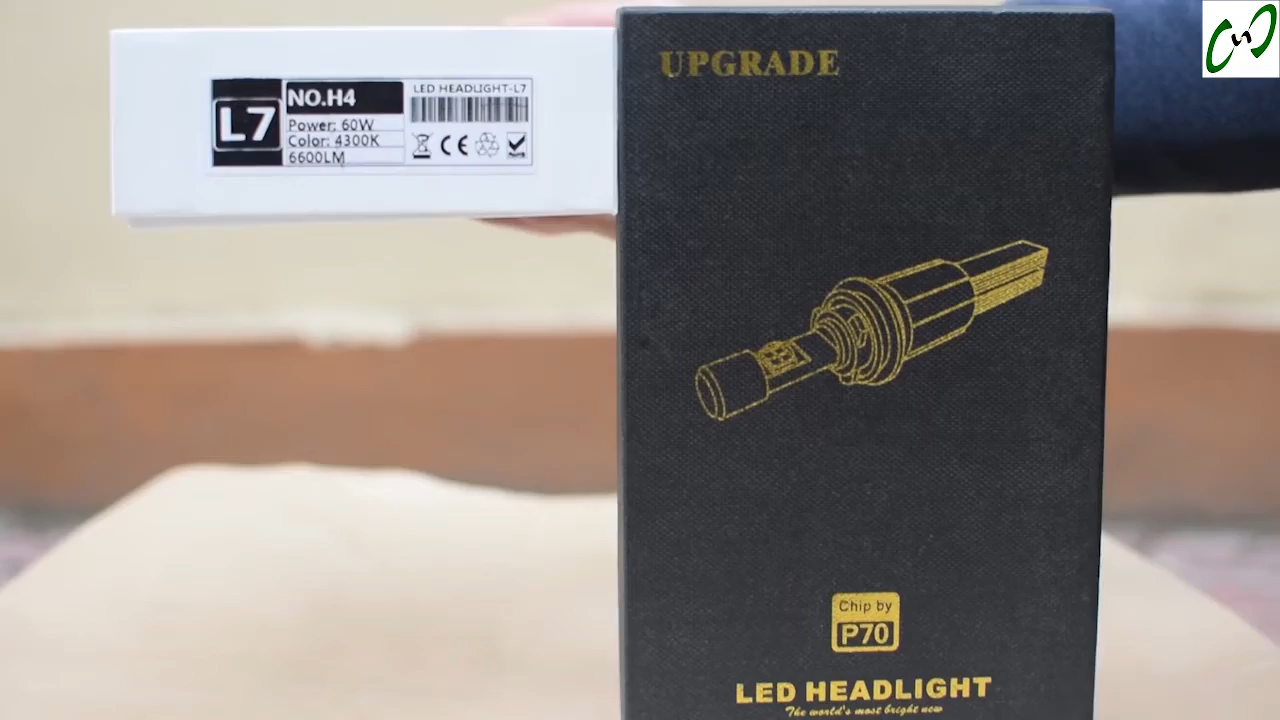 L7
NO.H4
Power: 60W
Color: 4300K
6600LM
LED HEADLIGHT-L7
CE
UPGRADE
Chip by
P70
LED HEADLIGHT
The world's most bright new